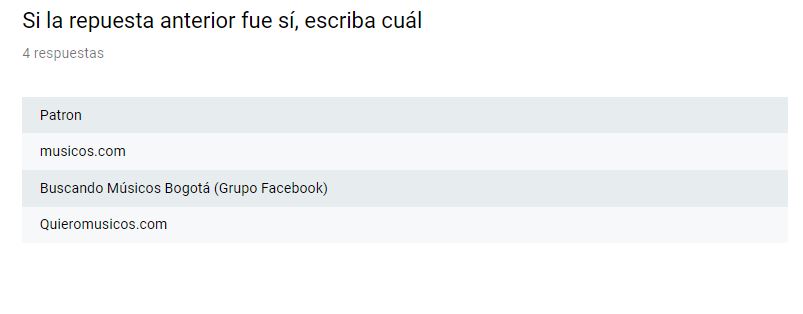 Si la repuesta anterior fue sí, escriba cuál
4 respuestas
Patron
musicos.com
Buscando Músicos Bogotá (Grupo Facebook)
Quieromusicos.com